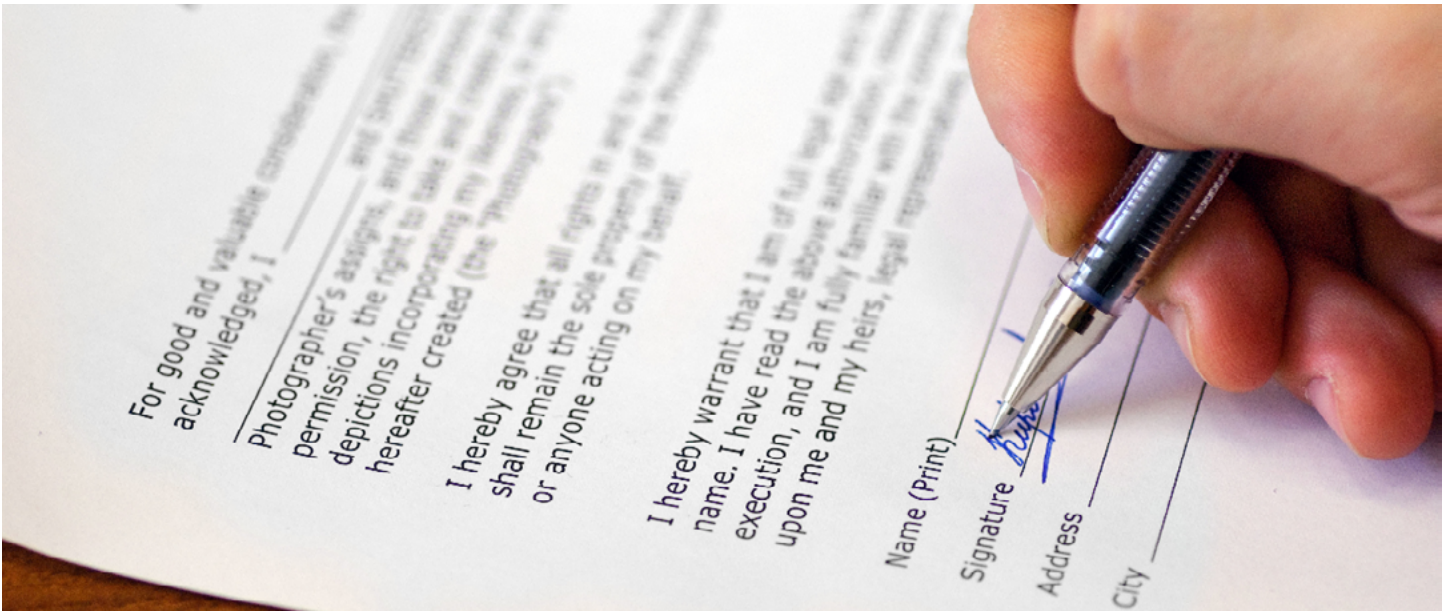 For good and valuable consideration, the
acknowledged, I
and SHUTTERSTOCK
Photographer's assigns, and those
permission, the right to take and create
depictions incorporating my likeness,
hereafter created (the "Photographs").
I hereby agree that all rights in and to the
shall remain the sole property of the Photographer
or anyone acting on my behalf.
I hereby warrant that I am of full legal age and
name. I have read the above authorization,
execution, and I am fully familiar with the contents
upon me and my heirs, legal representatives,
Name (Print)
Signature
Address
City